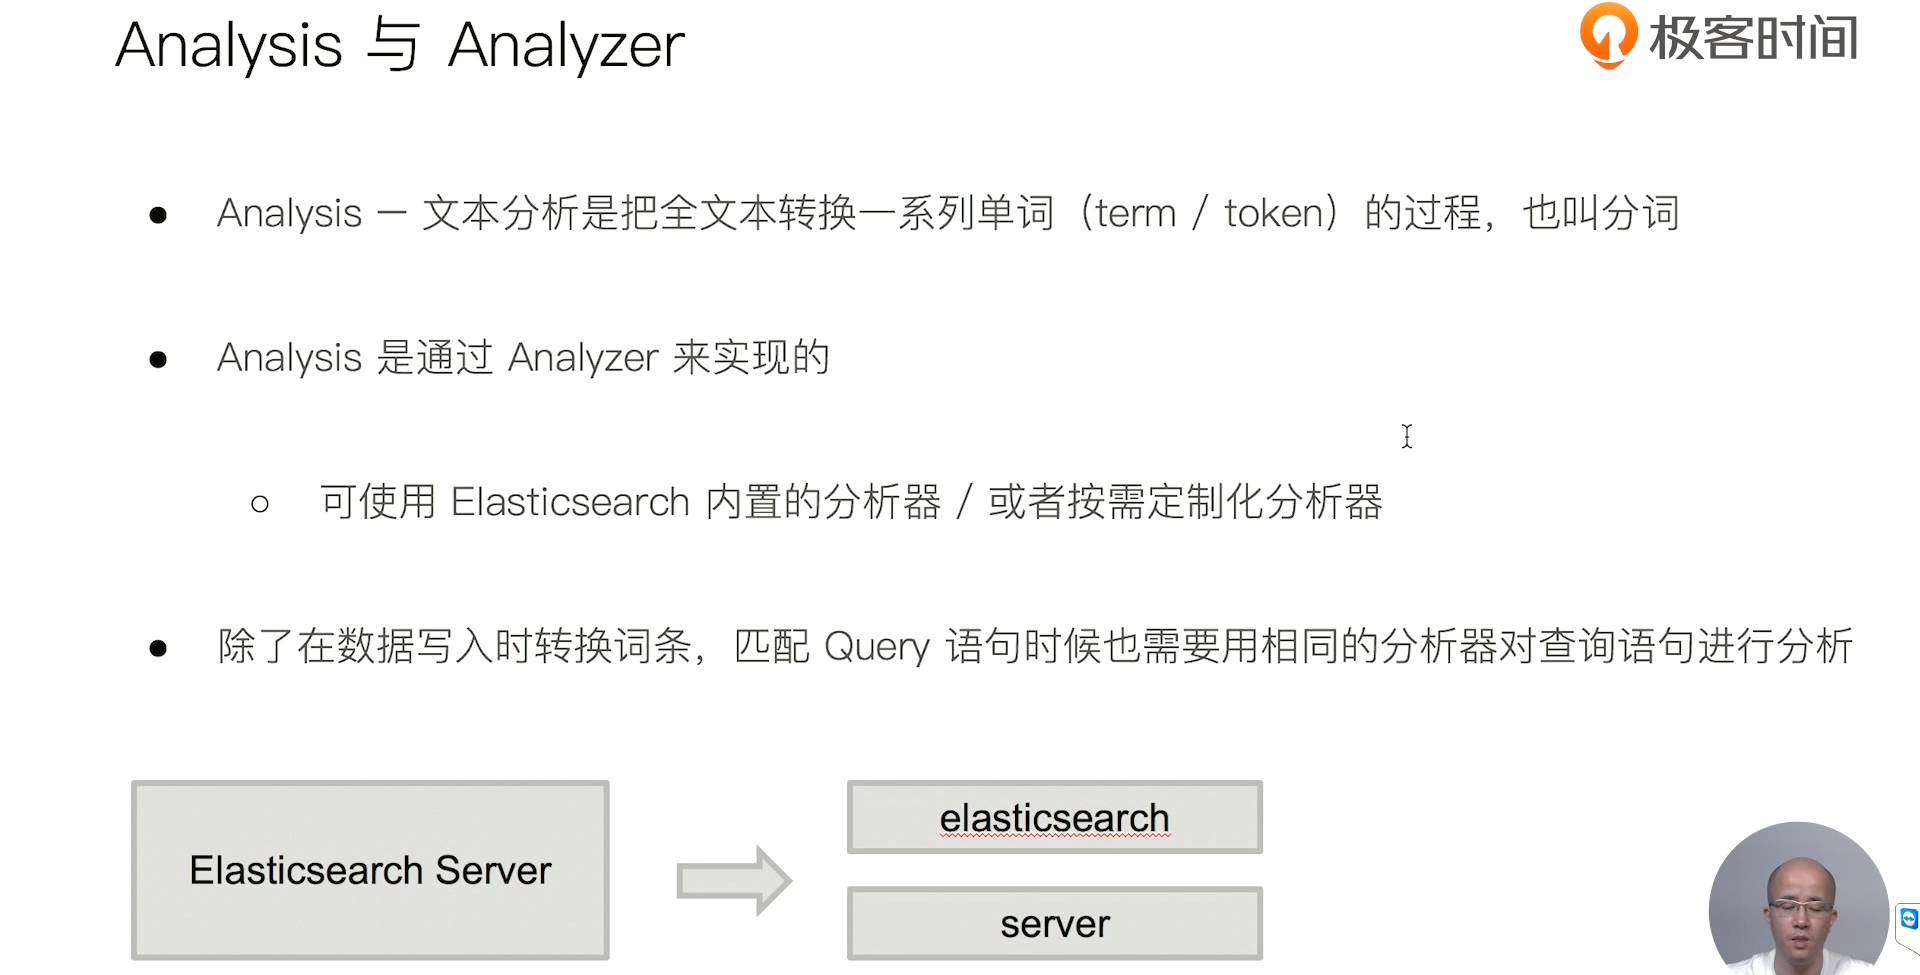 Analysis 与 Analyzer
极客时间
Analysis — 文本分析是把全文本转换一系列单词（term / token）的过程，也叫分词
Analysis 是通过 Analyzer 来实现的
可使用 Elasticsearch 内置的分析器 / 或者按需定制化分析器
除了在数据写入时转换词条，匹配 Query 语句时候也需要用相同的分析器对查询语句进行分析
Elasticsearch Server
elasticsearch
server